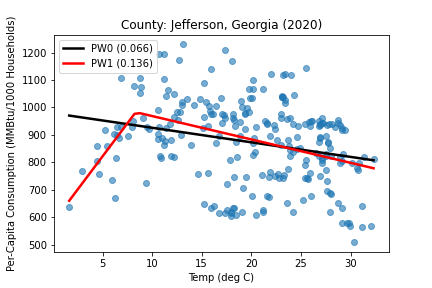 County: Jefferson, Georgia (2020)
PW0 (0.066)
PW1 (0.136)
Per-Capita Consumption (MMBtu/1000 Households)
1200
1100
1000
900
800
700
600
500
5 10 15 20 25 30
Temp (deg C)